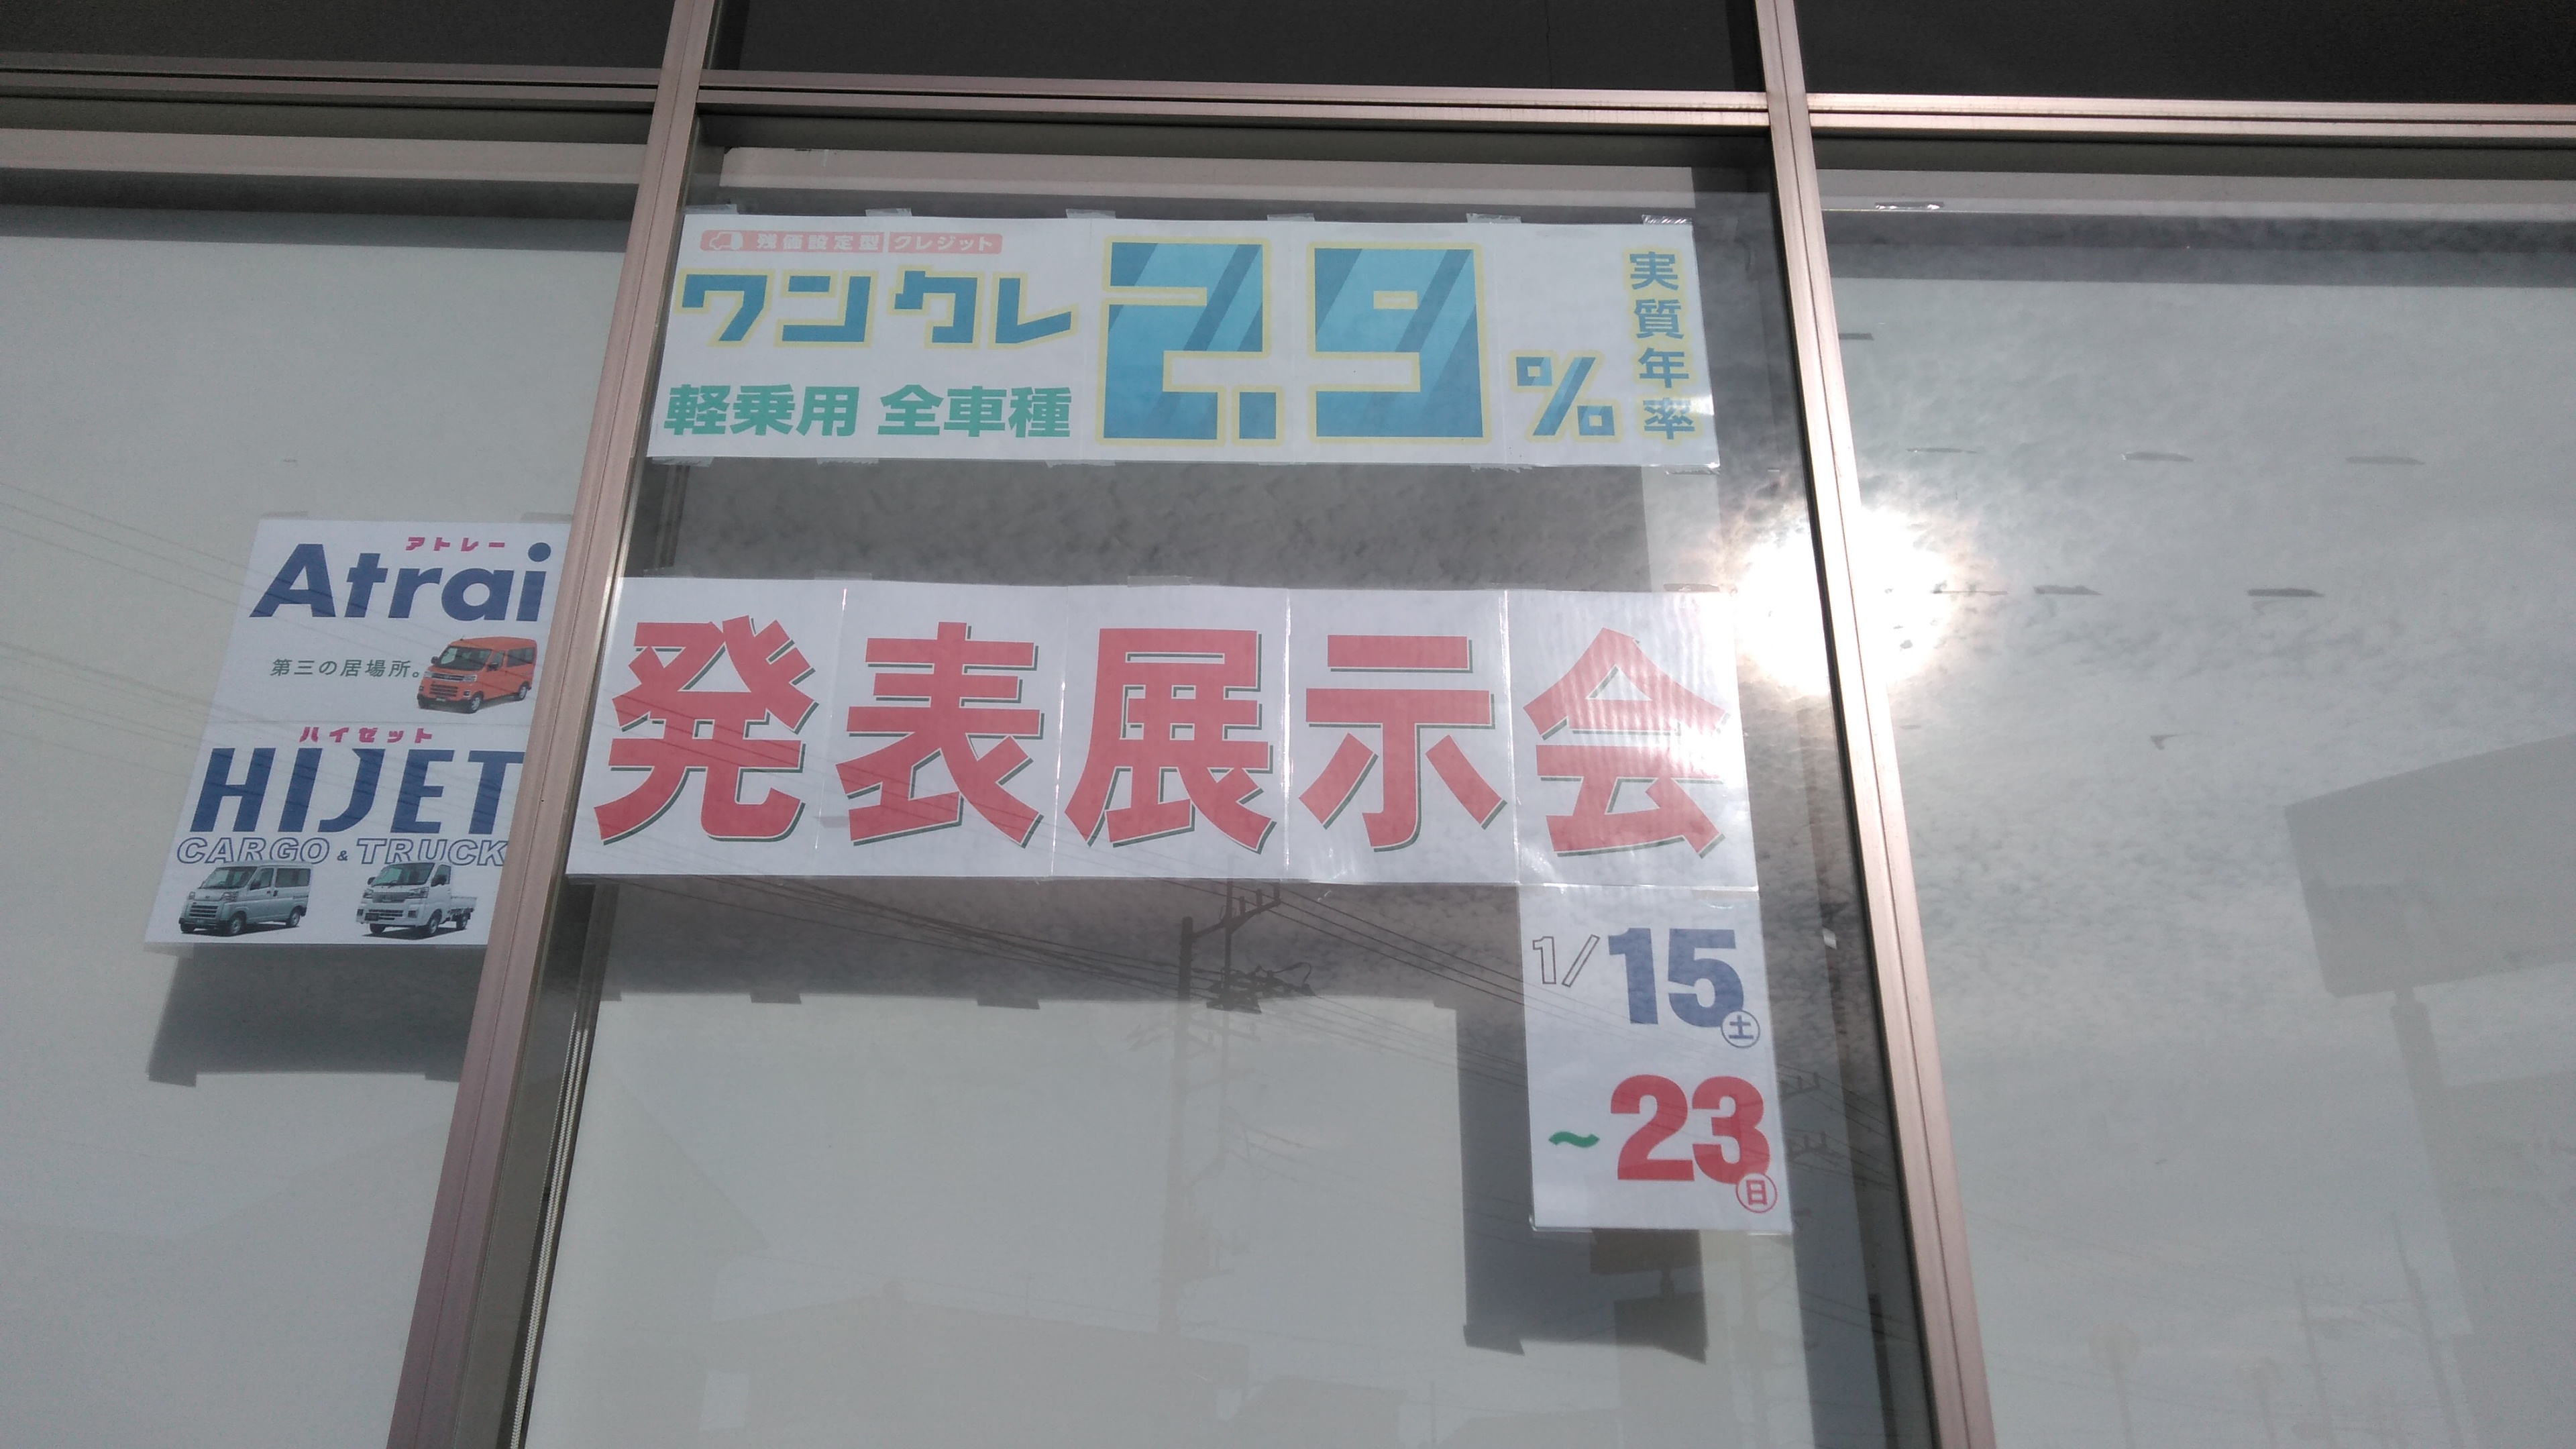 残価設定型 クレジット
ワンクレ
軽乗用 全車種
2.9%
実質年率
アトレー
Atrai
第三の居場所。
ハイゼット
HIJET
CARGO & TRUCK
発表展示会
1/15土
~23日